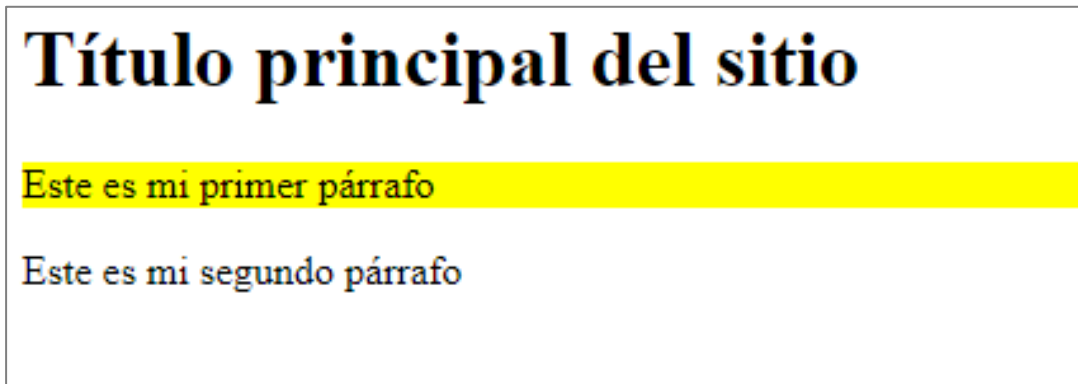 Título principal del sitio
Este es mi primer párrafo
Este es mi segundo párrafo